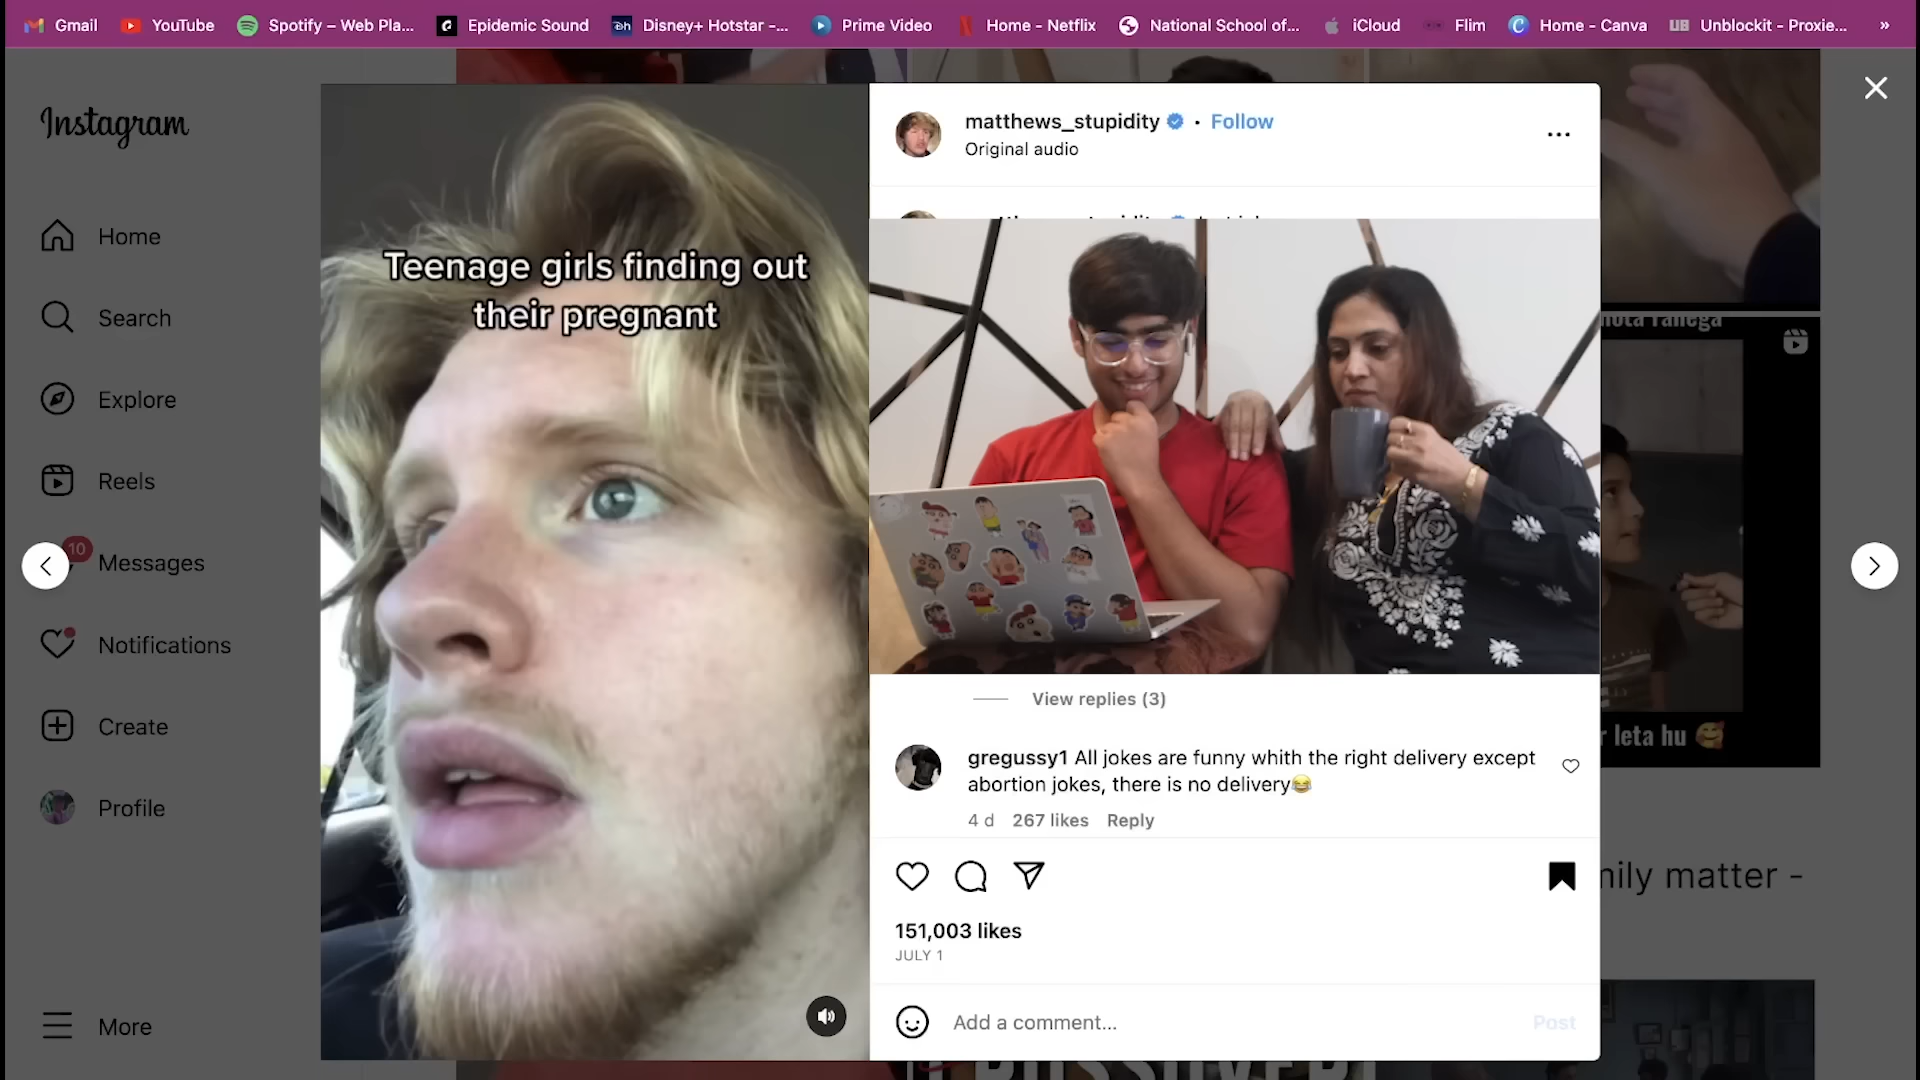 Gmail
YouTube
Spotify – Web Pla...
Epidemic Sound
Disney+ Hotstar -...
Prime Video
Home - Netflix
National School of...
iCloud
Flim
Home - Canva
UB
Unblockit - Proxie...
»
Instagram
Home
Search
Explore
Reels
10
Messages
Notifications
Create
Profile
More
Teenage girls finding out
their pregnant
matthews_stupidity • Follow
Original audio
View replies (3)
gregussy1 All jokes are funny whith the right delivery except
abortion jokes, there is no delivery😂
4 d 267 likes Reply
151,003 likes
JULY 1
Add a comment...
Post
r leta hu 🥰
mily matter -